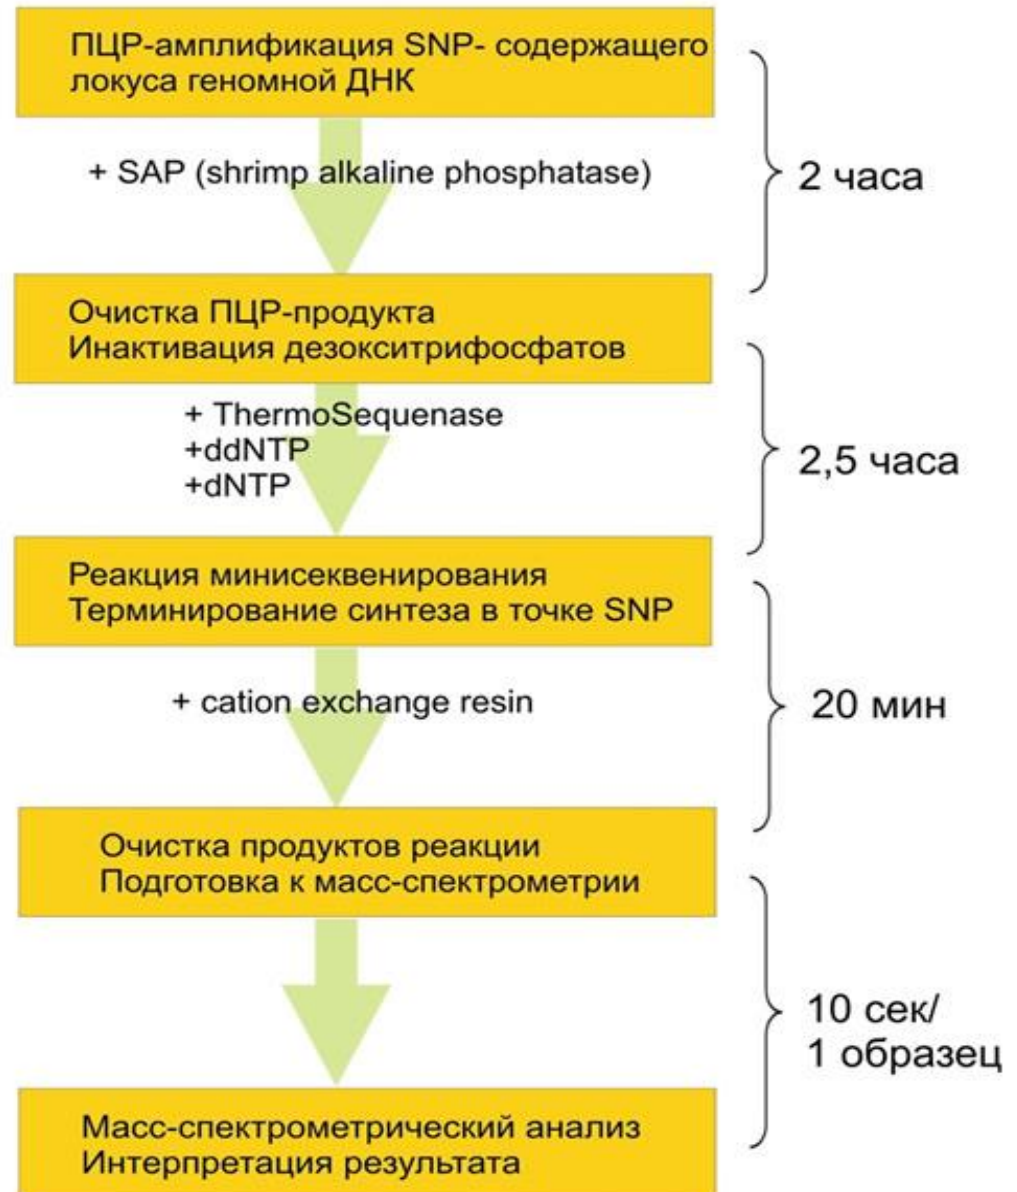 ПЦР-амплификация SNP- содержащего
локуса геномной ДНК
+ SAP (shrimp alkaline phosphatase)
2 часа
Очистка ПЦР-продукта
Инактивация дезокситрифосфатов
+ ThermoSequenase
+ddNTP
+dNTP
2,5 часа
Реакция минисеквенирования
Терминирование синтеза в точке SNP
+ cation exchange resin
20 мин
Очистка продуктов реакции
Подготовка к масс-спектрометрии
10 сек/
1 образец
Масс-спектрометрический анализ
Интерпретация результата